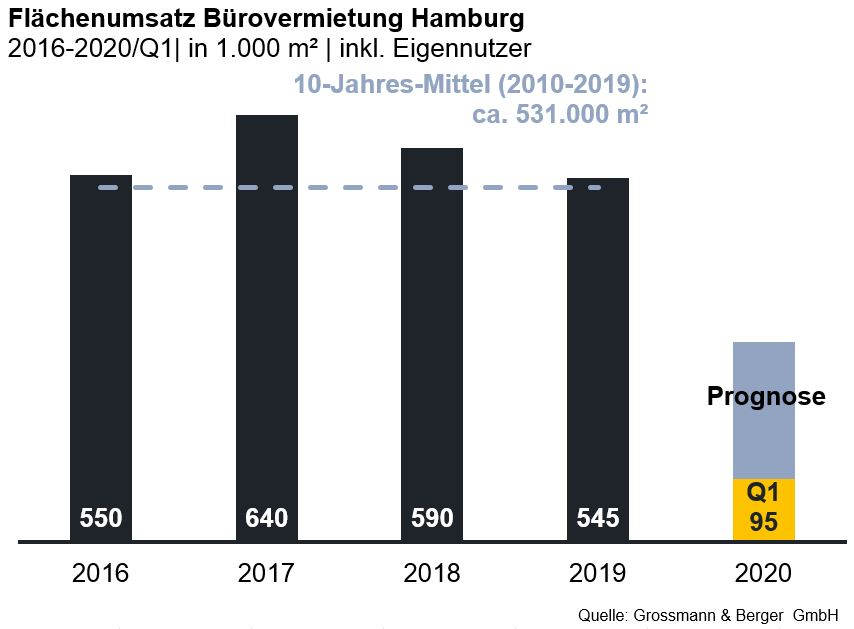 Flächenumsatz Bürovermietung Hamburg
2016-2020/Q1| in 1.000 m² | inkl. Eigennutzer
10-Jahres-Mittel (2010-2019):
ca. 531.000 m²
Prognose
Q1
550 640 590 545 95
2016 2017 2018 2019 2020
Quelle: Grossmann & Berger  GmbH